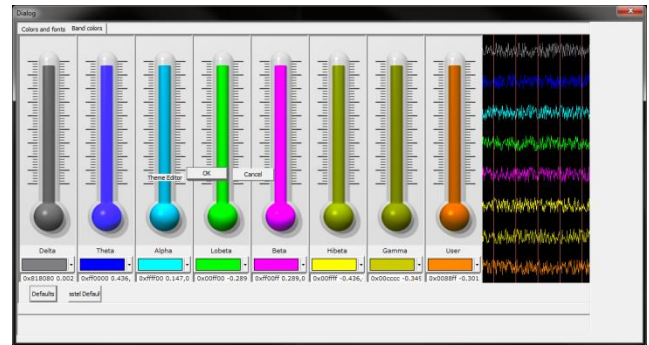 Dialog
Colors and fonts Band colors
Theme Editor OK Cancel
Delta Theta Alpha Lobeta Beta Hibeta Gamma User
0x818080 0.002 0xff0000 0.436, 0xffff00 0.147,0 0x00ff00 -0.289 0xff00ff 0.289,0 0x00ffff -0.436,- 0x00cccc -0.349 0x0088ff -0.301
Defaults sstel Defaul